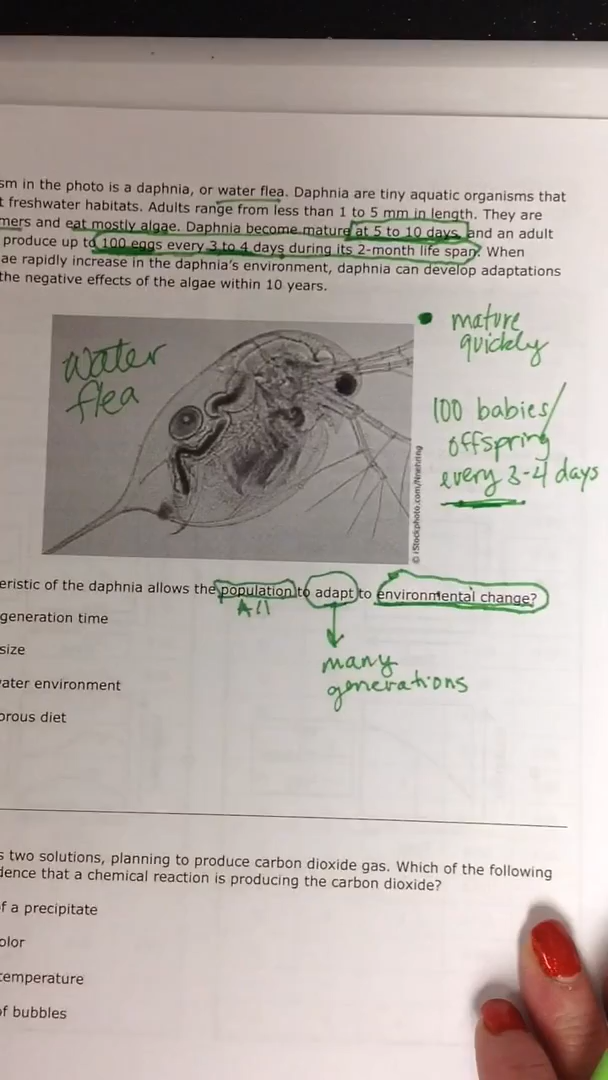 sm in the photo is a daphnia, or water flea. Daphnia are tiny aquatic organisms that
t freshwater habitats. Adults range from less than 1 to 5 mm in length. They are
mers and eat mostly algae. Daphnia become mature at 5 to 10 days, and an adult
produce up to 100 eggs every 3 to 4 days during its 2-month life span. When
ae rapidly increase in the daphnia's environment, daphnia can develop adaptations
the negative effects of the algae within 10 years.
water
flea
mature
quickly
100 babies/
offspring
every 3-4 days
© iStockphoto.com/Nnehring
eristic of the daphnia allows the population to adapt to environmental change?
All
generation time
size
many
generations
ater environment
orous diet
s two solutions, planning to produce carbon dioxide gas. Which of the following
dence that a chemical reaction is producing the carbon dioxide?
f a precipitate
olor
temperature
of bubbles